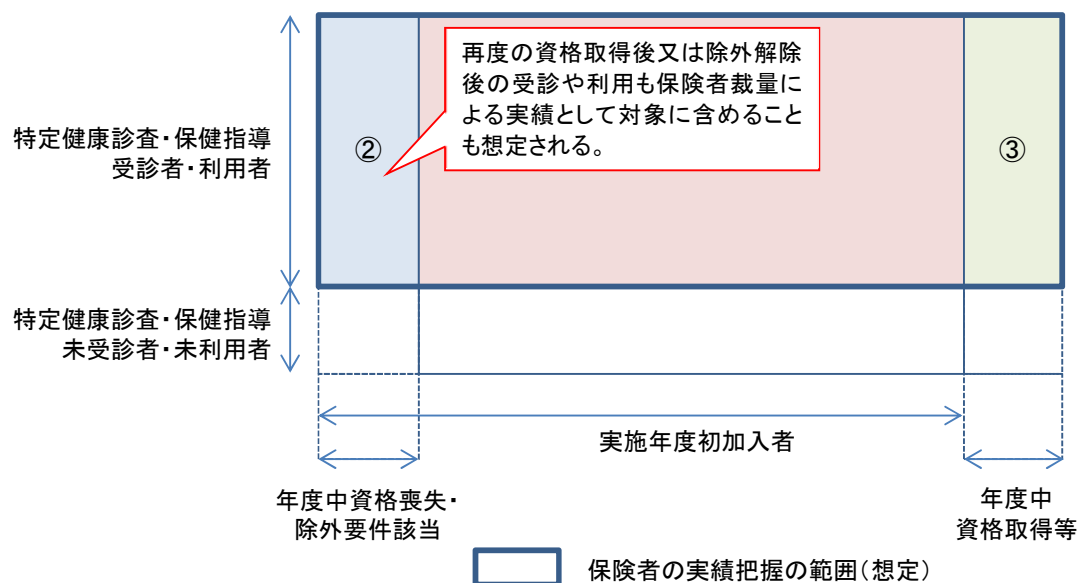 再度の資格取得後又は除外解除
後の受診や利用も保険者裁量に
よる実績として対象に含めること
も想定される。
特定健康診査・保健指導
受診者・利用者
②
③
特定健康診査・保健指導
未受診者・未利用者
実施年度初加入者
年度中資格喪失・
除外要件該当
年度中
資格取得等
保険者の実績把握の範囲(想定)